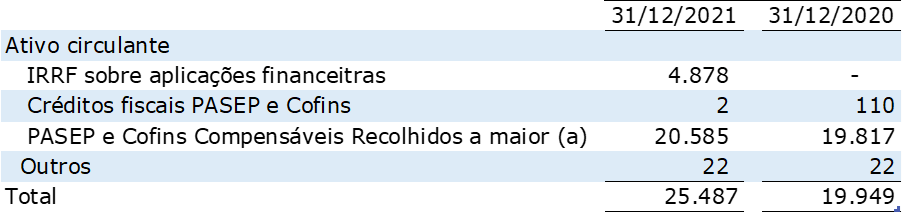 31/12/2021 31/12/2020
Ativo circulante
IRRF sobre aplicações financeitras 4.878 -
Créditos fiscais PASEP e Cofins 2 110
PASEP e Cofins Compensáveis Recolhidos a maior (a) 20.585 19.817
Outros 22 22
Total 25.487 19.949